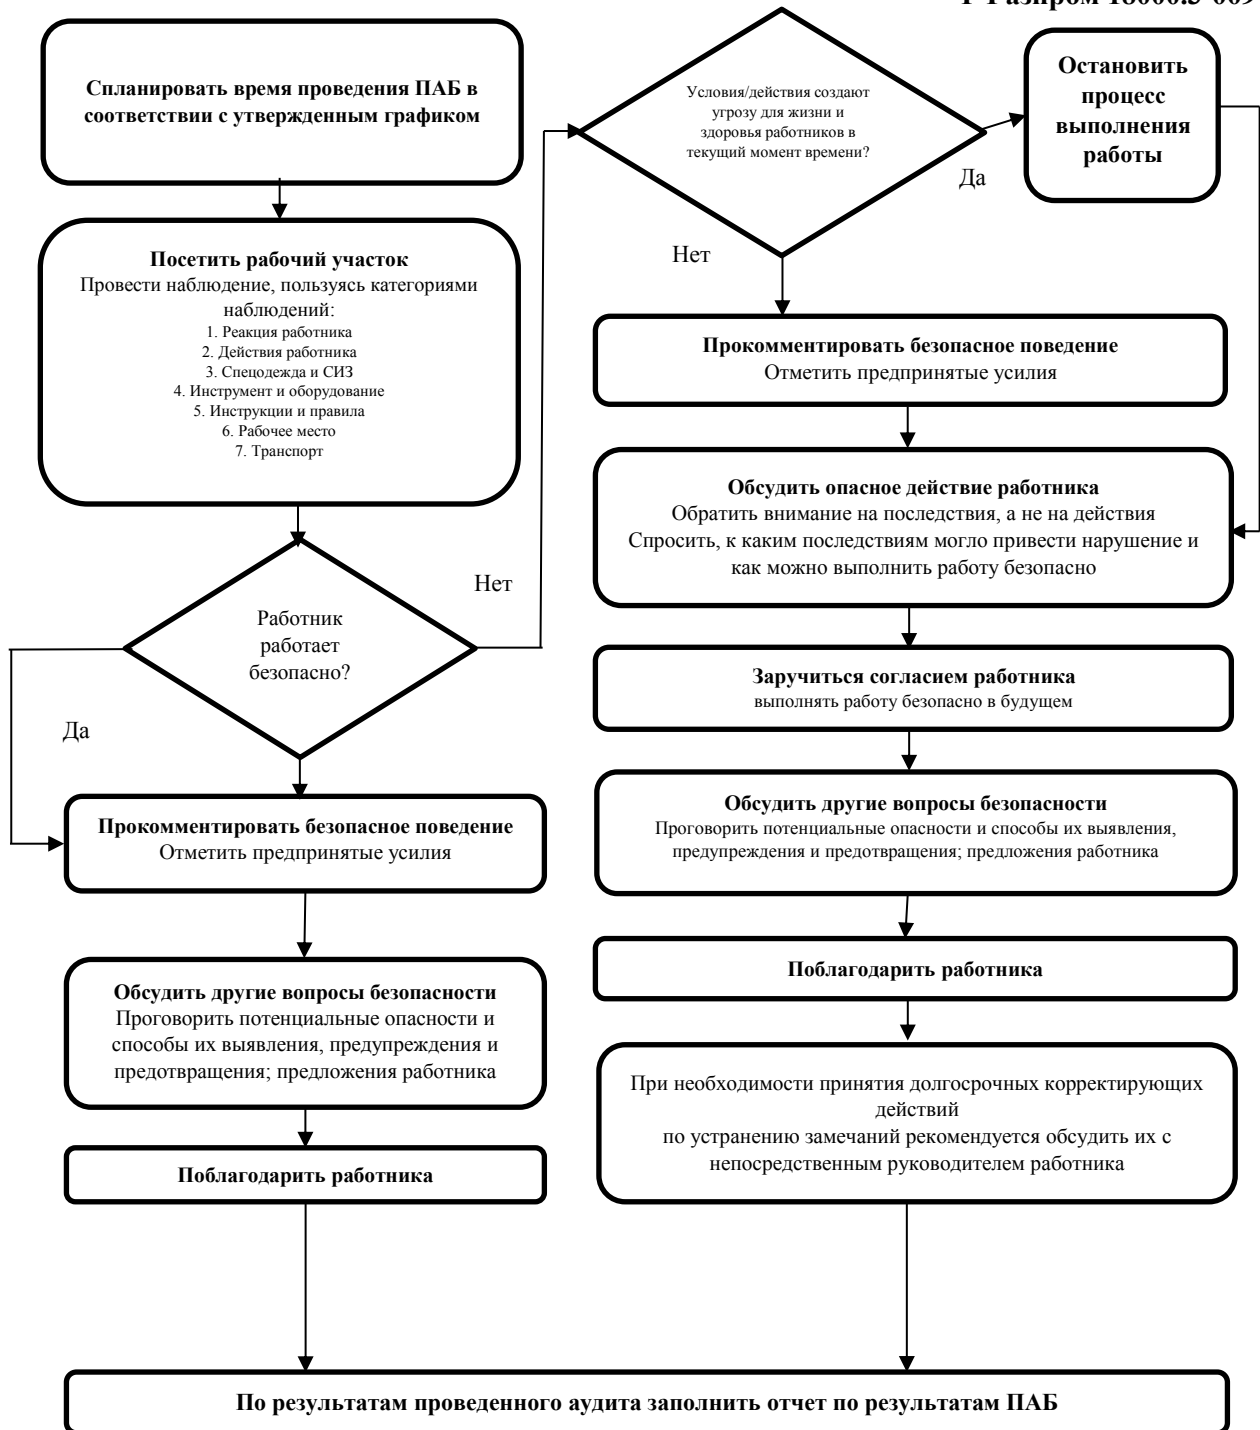 Спланировать время проведения ПАБ в
соответствии с утвержденным графиком
Посетить рабочий участок
Провести наблюдение, пользуясь категориями
наблюдений:
1. Реакция работника
2. Действия работника
3. Спецодежда и СИЗ
4. Инструмент и оборудование
5. Инструкции и правила
6. Рабочее место
7. Транспорт
Работник
работает
безопасно?
Нет
Да
Прокомментировать безопасное поведение
Отметить предпринятые усилия
Обсудить другие вопросы безопасности
Проговорить потенциальные опасности и
способы их выявления, предупреждения и
предотвращения; предложения работника
Поблагодарить работника
Условия/действия создают
угрозу для жизни и
здоровья работников в
текущий момент времени?
Да
Нет
Остановить
процесс
выполнения
работы
Прокомментировать безопасное поведение
Отметить предпринятые усилия
Обсудить опасное действие работника
Обратить внимание на последствия, а не на действия
Спросить, к каким последствиям могло привести нарушение и
как можно выполнить работу безопасно
Заручиться согласием работника
выполнять работу безопасно в будущем
Обсудить другие вопросы безопасности
Проговорить потенциальные опасности и способы их выявления,
предупреждения и предотвращения; предложения работника
Поблагодарить работника
При необходимости принятия долгосрочных корректирующих
действий
по устранению замечаний рекомендуется обсудить их с
непосредственным руководителем работника
По результатам проведенного аудита заполнить отчет по результатам ПАБ